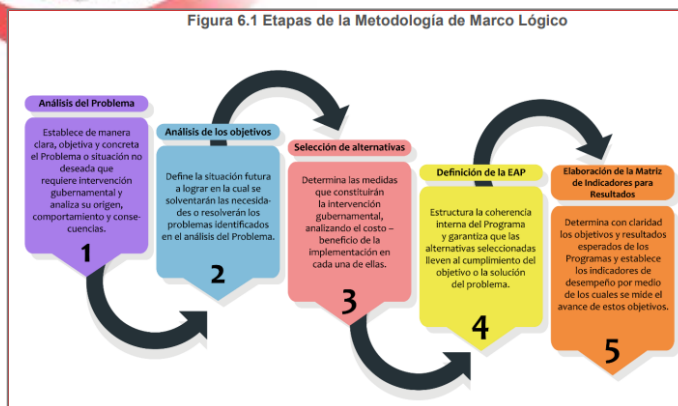 Figura 6.1 Etapas de la Metodología de Marco Lógico
Análisis del Problema
Establece de manera
clara, objetiva y concreta
el Problema o situación no
deseada que
requiere intervención
gubernamental y
analiza su origen,
comportamiento y conse-
cuencias.
1
Análisis de los objetivos
Define la situación futura
a lograr en la cual se
solventarán las necesida-
des o resolverán los
problemas identificados
en el análisis del Problema.
2
Selección de alternativas
Determina las medidas
que constituirán
la intervención
gubernamental,
analizando el costo –
beneficio de la
implementación en
cada una de ellas.
3
Definición de la EAP
Estructura la coherencia
interna del Programa
y garantiza que las
alternativas seleccionadas
lleven al cumplimiento del
objetivo o la solución
del problema.
4
Elaboración de la Matriz
de Indicadores para
Resultados
Determina con claridad
los objetivos y resultados
esperados de los
Programas y establece
los indicadores de
desempeño por medio
de los cuales se mide el
avance de estos objetivos.
5